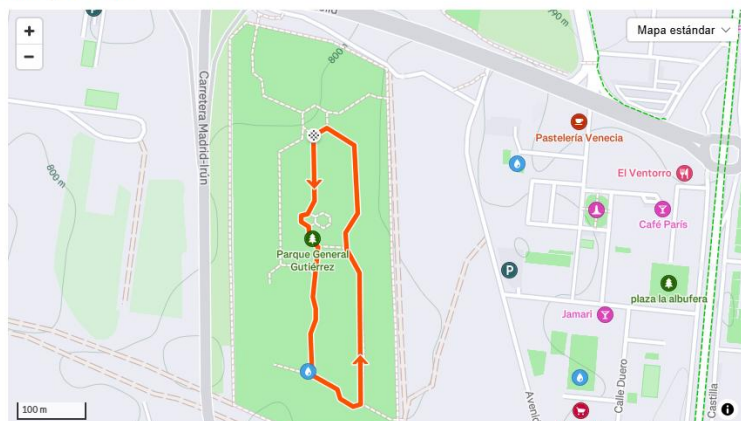 +
Mapa estándar
−
800 m
Carretera Madrid-Irún
Pastelería Venecia
800 m
El Ventorro
Café París
Parque General
Gutiérrez
P
plaza la albufera
Jamari
Calle Duero
Castilla
100 m
Avenid
i